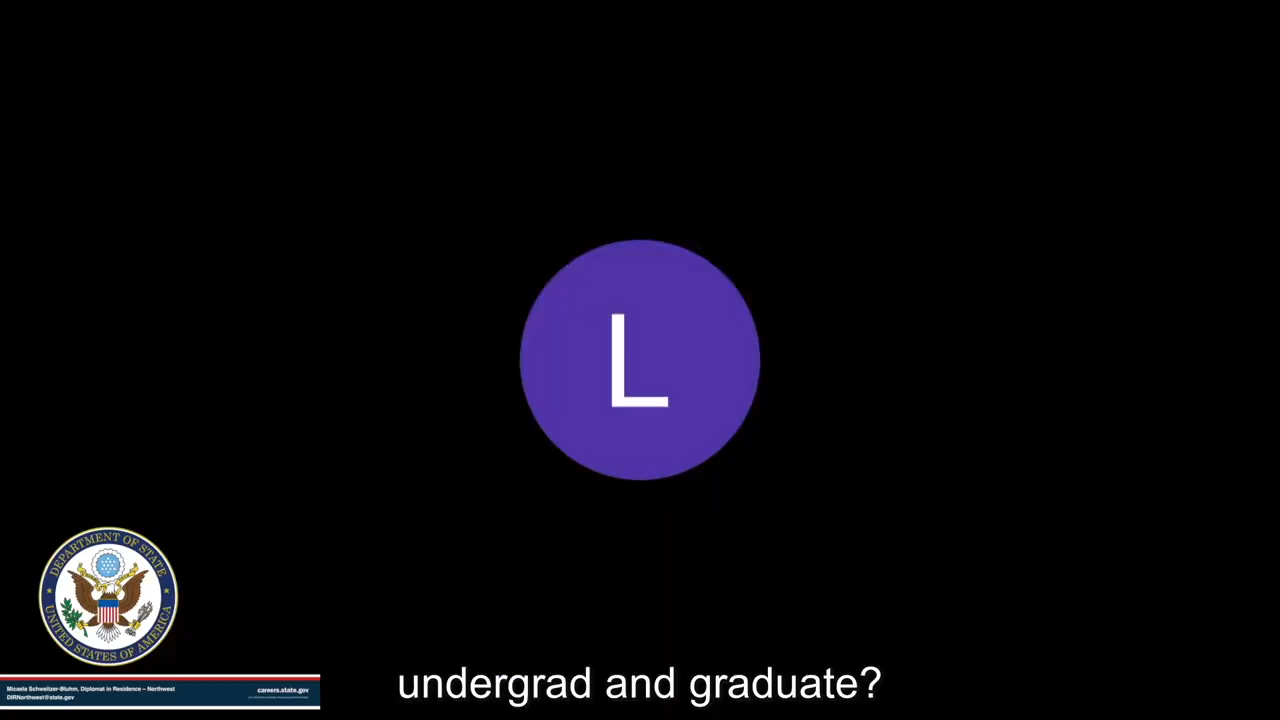 L
DEPARTMENT OF STATE
UNITED STATES OF AMERICA
Micaela Schweitzer-Bluhm, Diplomat in Residence – Northwest
DIRNorthwest@state.gov
careers.state.gov
undergrad and graduate?